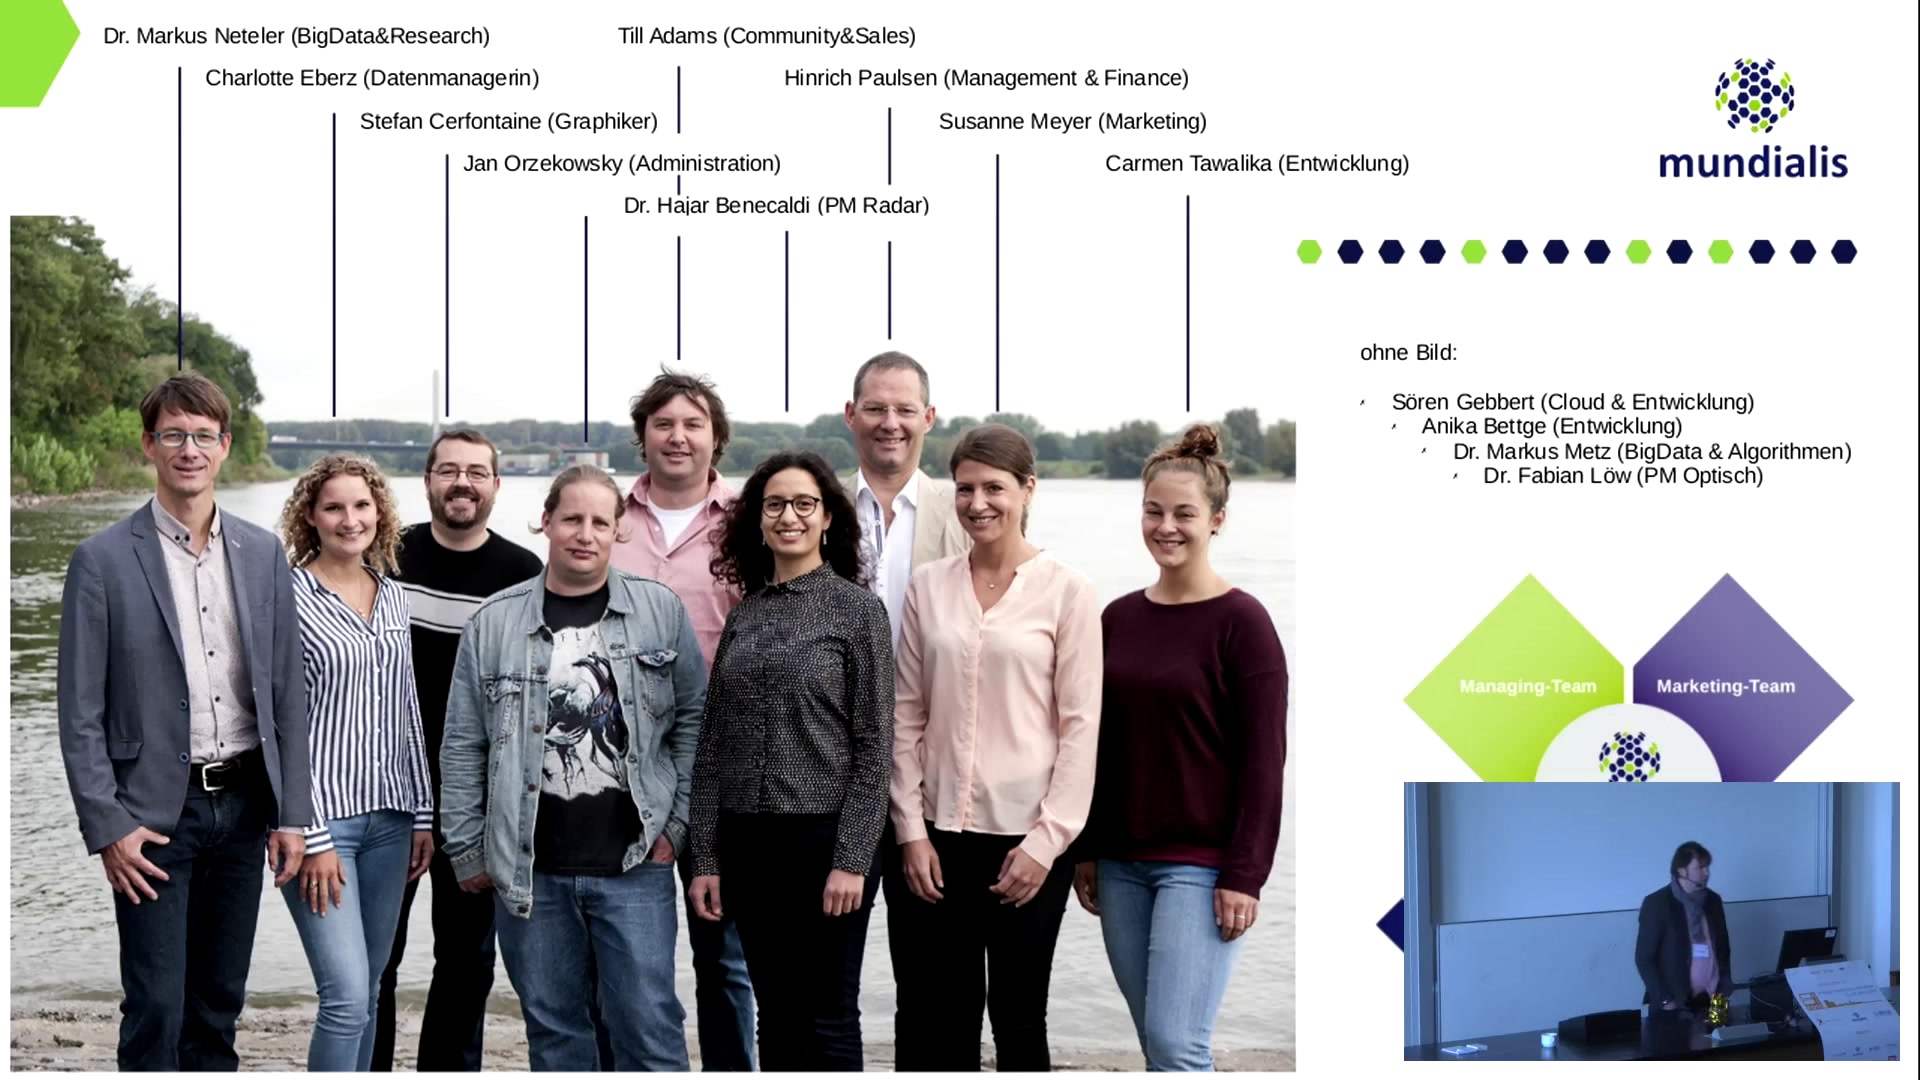 Dr. Markus Neteler (BigData&Research)
Till Adams (Community&Sales)
Charlotte Eberz (Datenmanagerin)
Hinrich Paulsen (Management & Finance)
Stefan Cerfontaine (Graphiker)
Susanne Meyer (Marketing)
Jan Orzekowsky (Administration)
Carmen Tawalika (Entwicklung)
Dr. Hajar Benecaldi (PM Radar)
mundialis
ohne Bild:
Sören Gebbert (Cloud & Entwicklung)
Anika Bettge (Entwicklung)
Dr. Markus Metz (BigData & Algorithmen)
Dr. Fabian Löw (PM Optisch)
Managing-Team
Marketing-Team